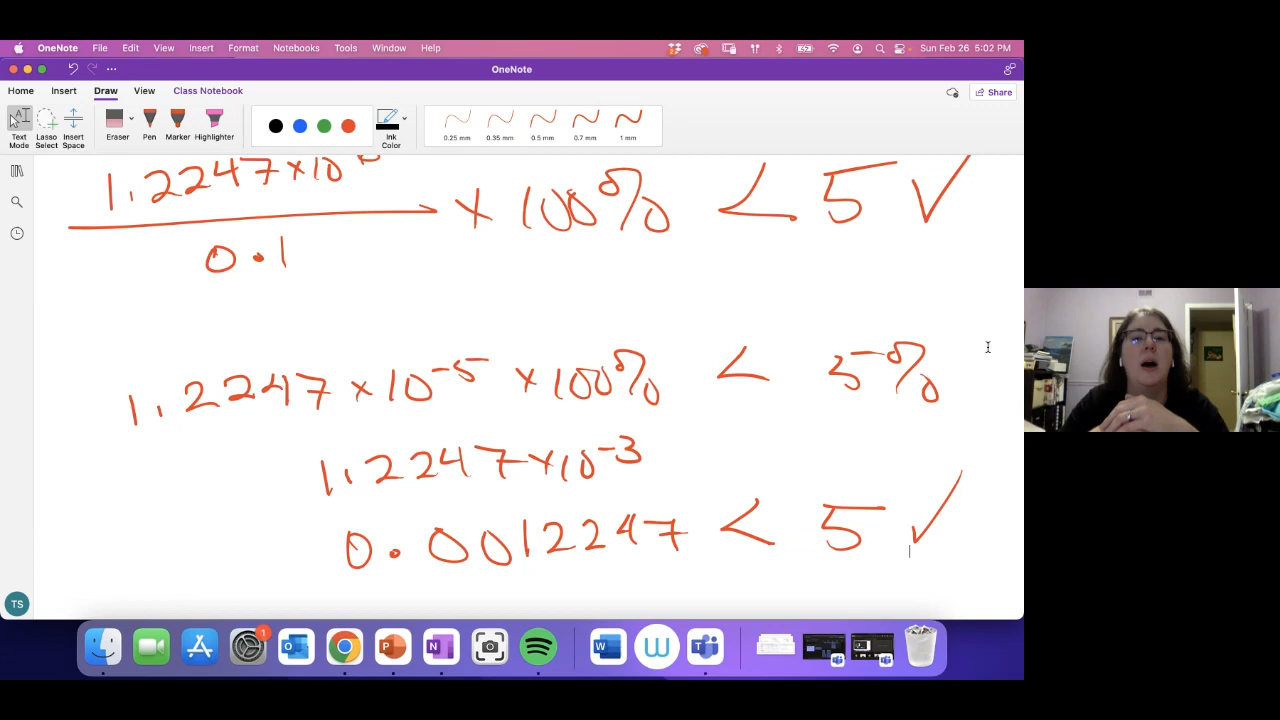 OneNote File Edit View Insert Format Notebooks Tools Window Help Sun Feb 26 5:02 PM
OneNote
Home Insert Draw View Class Notebook Share
Text Mode Lasso Select Insert Space Eraser Pen Marker Highlighter Ink Color 0.25 mm 0.35 mm 0.5 mm 0.7 mm 1 mm
1.2247×10
× 100% < 5 ✓
0.1
1.2247×10⁻⁵ ×100% < 5%
1.2247×10⁻³
0.0012247 < 5 ✓
TS
1